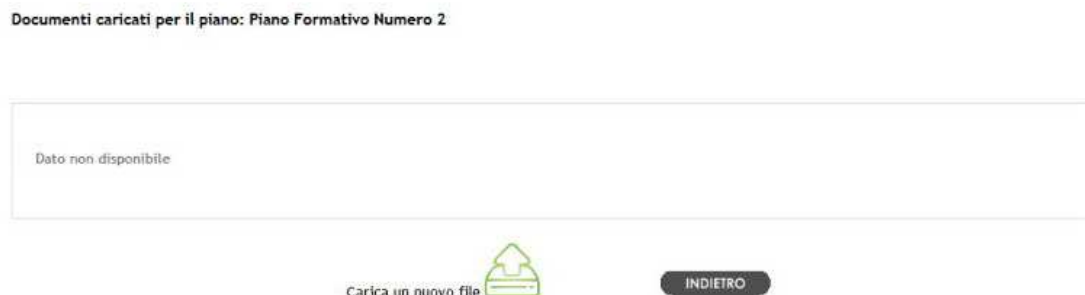 Documenti caricati per il piano: Piano Formativo Numero 2
Dato non disponibile
Carica un nuovo file
INDIETRO